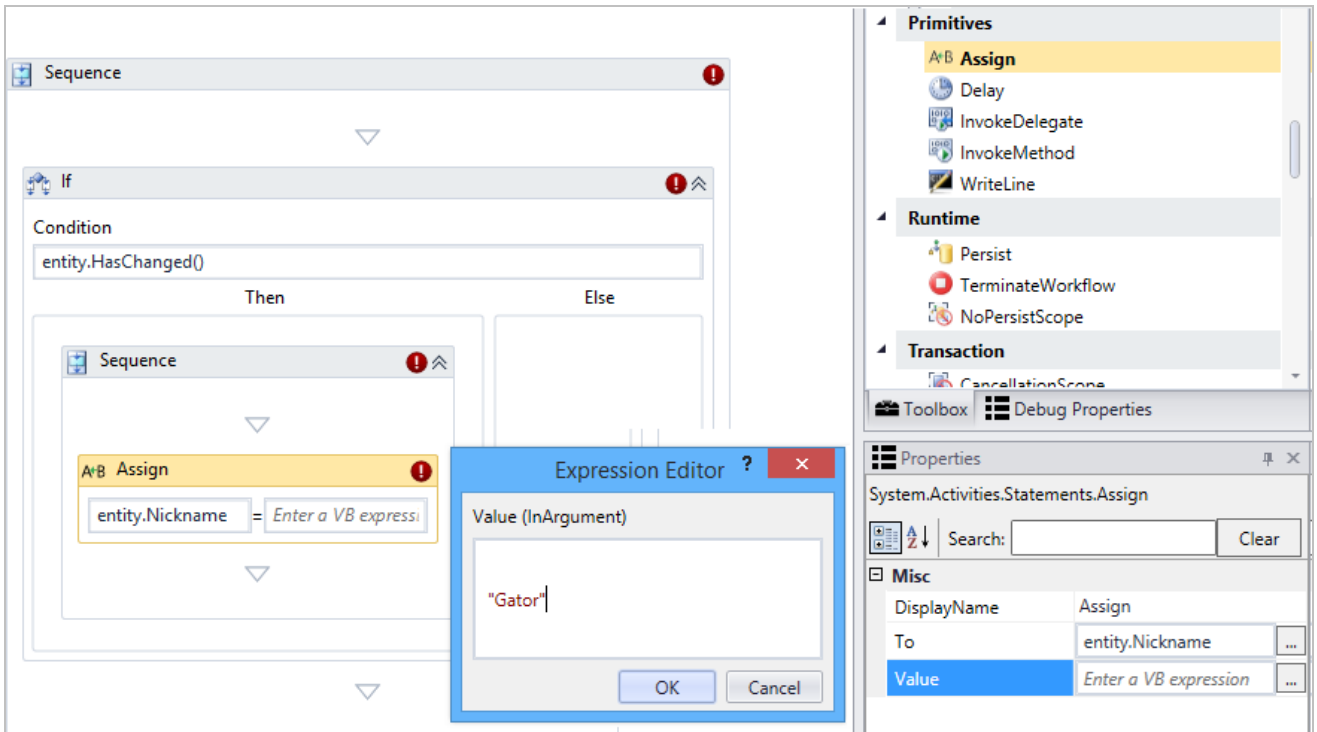 Sequence
If
Condition
entity.HasChanged()
Then
Else
Sequence
A+B Assign
entity.Nickname = Enter a VB expressi
Expression Editor ?
Value (InArgument)
"Gator"
OK Cancel
Primitives
A+B Assign
Delay
InvokeDelegate
InvokeMethod
WriteLine
Runtime
Persist
TerminateWorkflow
NoPersistScope
Transaction
CancellationScope
Toolbox Debug Properties
Properties
System.Activities.Statements.Assign
Search: Clear
Misc
DisplayName Assign
To entity.Nickname ...
Value Enter a VB expression ...